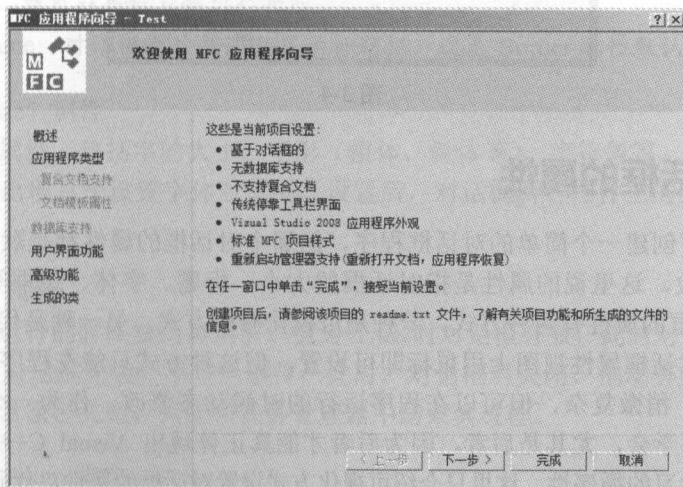 MFC 应用程序向导 - Test
M
FC
欢迎使用 MFC 应用程序向导
概述
应用程序类型
复合文档支持
文档模板属性
数据库支持
用户界面功能
高级功能
生成的类
这些是当前项目设置:
• 基于对话框的
• 无数据库支持
• 不支持复合文档
• 传统停靠工具栏界面
• Visual Studio 2008 应用程序外观
• 标准 MFC 项目样式
• 重新启动管理器支持(重新打开文档，应用程序恢复)
在任一窗口中单击“完成”，接受当前设置。
创建项目后，请参阅该项目的 readme.txt 文件，了解有关项目功能和所生成的文件的
信息。
< 上一步
下一步 >
完成
取消